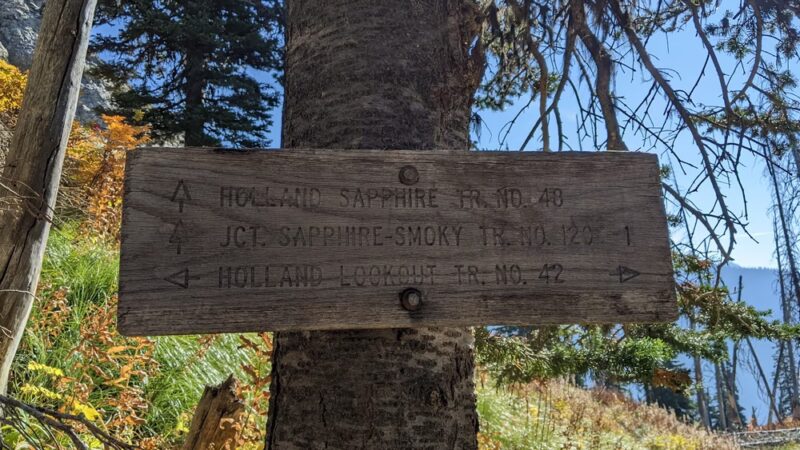 HOLLAND SAPPHIRE TR. NO. 48
JCT. SAPPHIRE-SMOKY TR. NO. 120 - 1
HOLLAND LOOKOUT TR. NO. 42